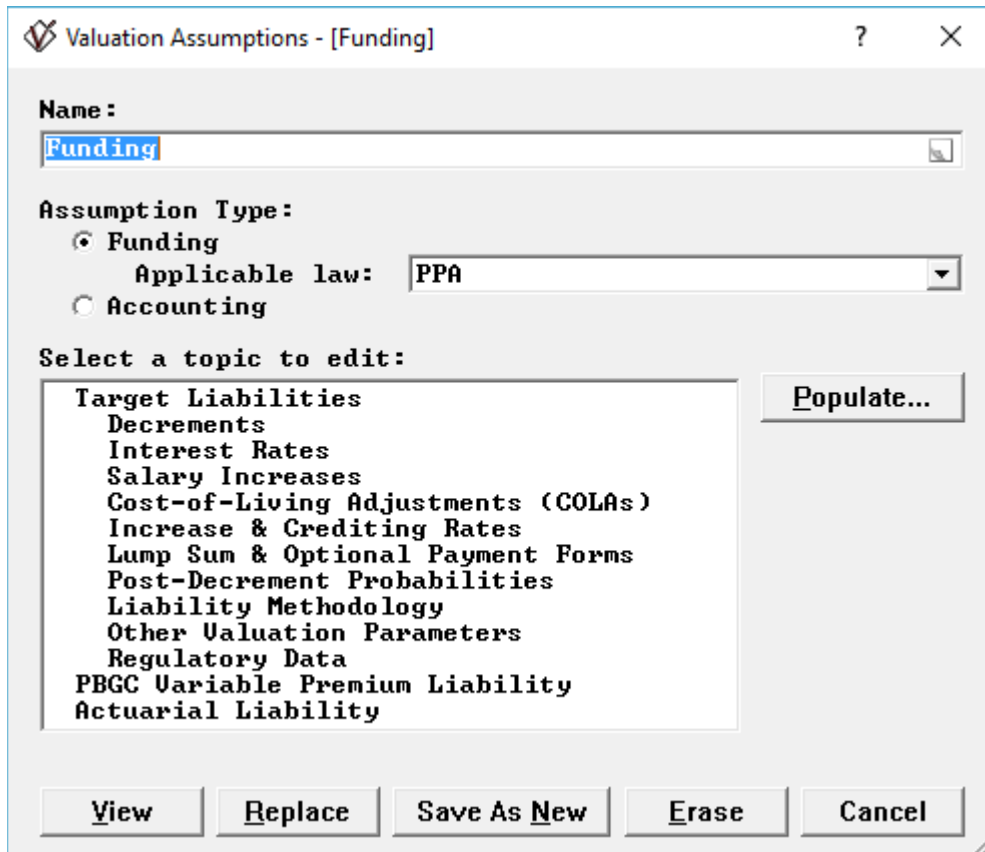 Valuation Assumptions - [Funding] ?
Name:
Funding
Assumption Type:
Funding
Applicable law: PPA
Accounting
Select a topic to edit:
Target Liabilities
Decrements
Interest Rates
Salary Increases
Cost-of-Living Adjustments (COLAs)
Increase & Crediting Rates
Lump Sum & Optional Payment Forms
Post-Decrement Probabilities
Liability Methodology
Other Valuation Parameters
Regulatory Data
PBGC Variable Premium Liability
Actuarial Liability
Populate...
View Replace Save As New Erase Cancel